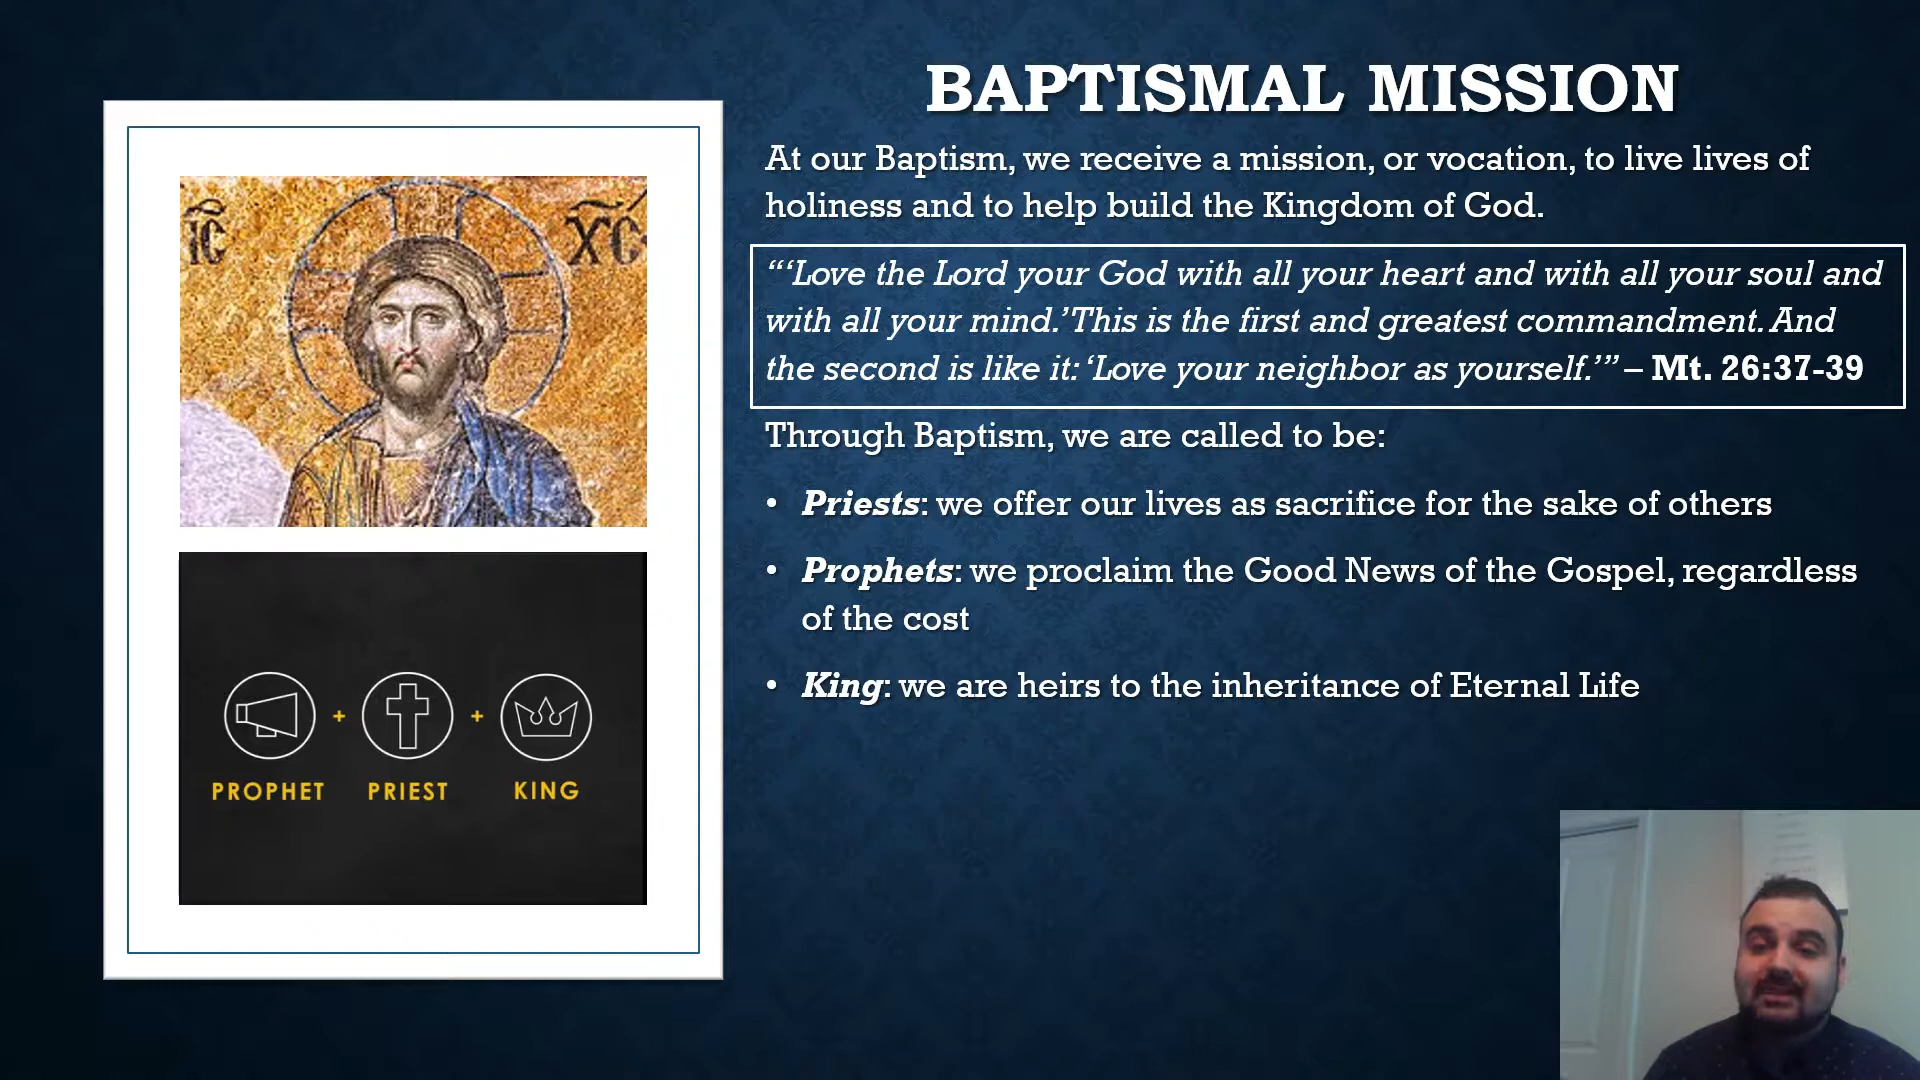 BAPTISMAL MISSION
At our Baptism, we receive a mission, or vocation, to live lives of
holiness and to help build the Kingdom of God.
“‘Love the Lord your God with all your heart and with all your soul and
with all your mind.’ This is the first and greatest commandment. And
the second is like it: ‘Love your neighbor as yourself.’” – Mt. 26:37-39
Through Baptism, we are called to be:
• Priests: we offer our lives as sacrifice for the sake of others
• Prophets: we proclaim the Good News of the Gospel, regardless
of the cost
• King: we are heirs to the inheritance of Eternal Life
IC XC
PROPHET + PRIEST + KING